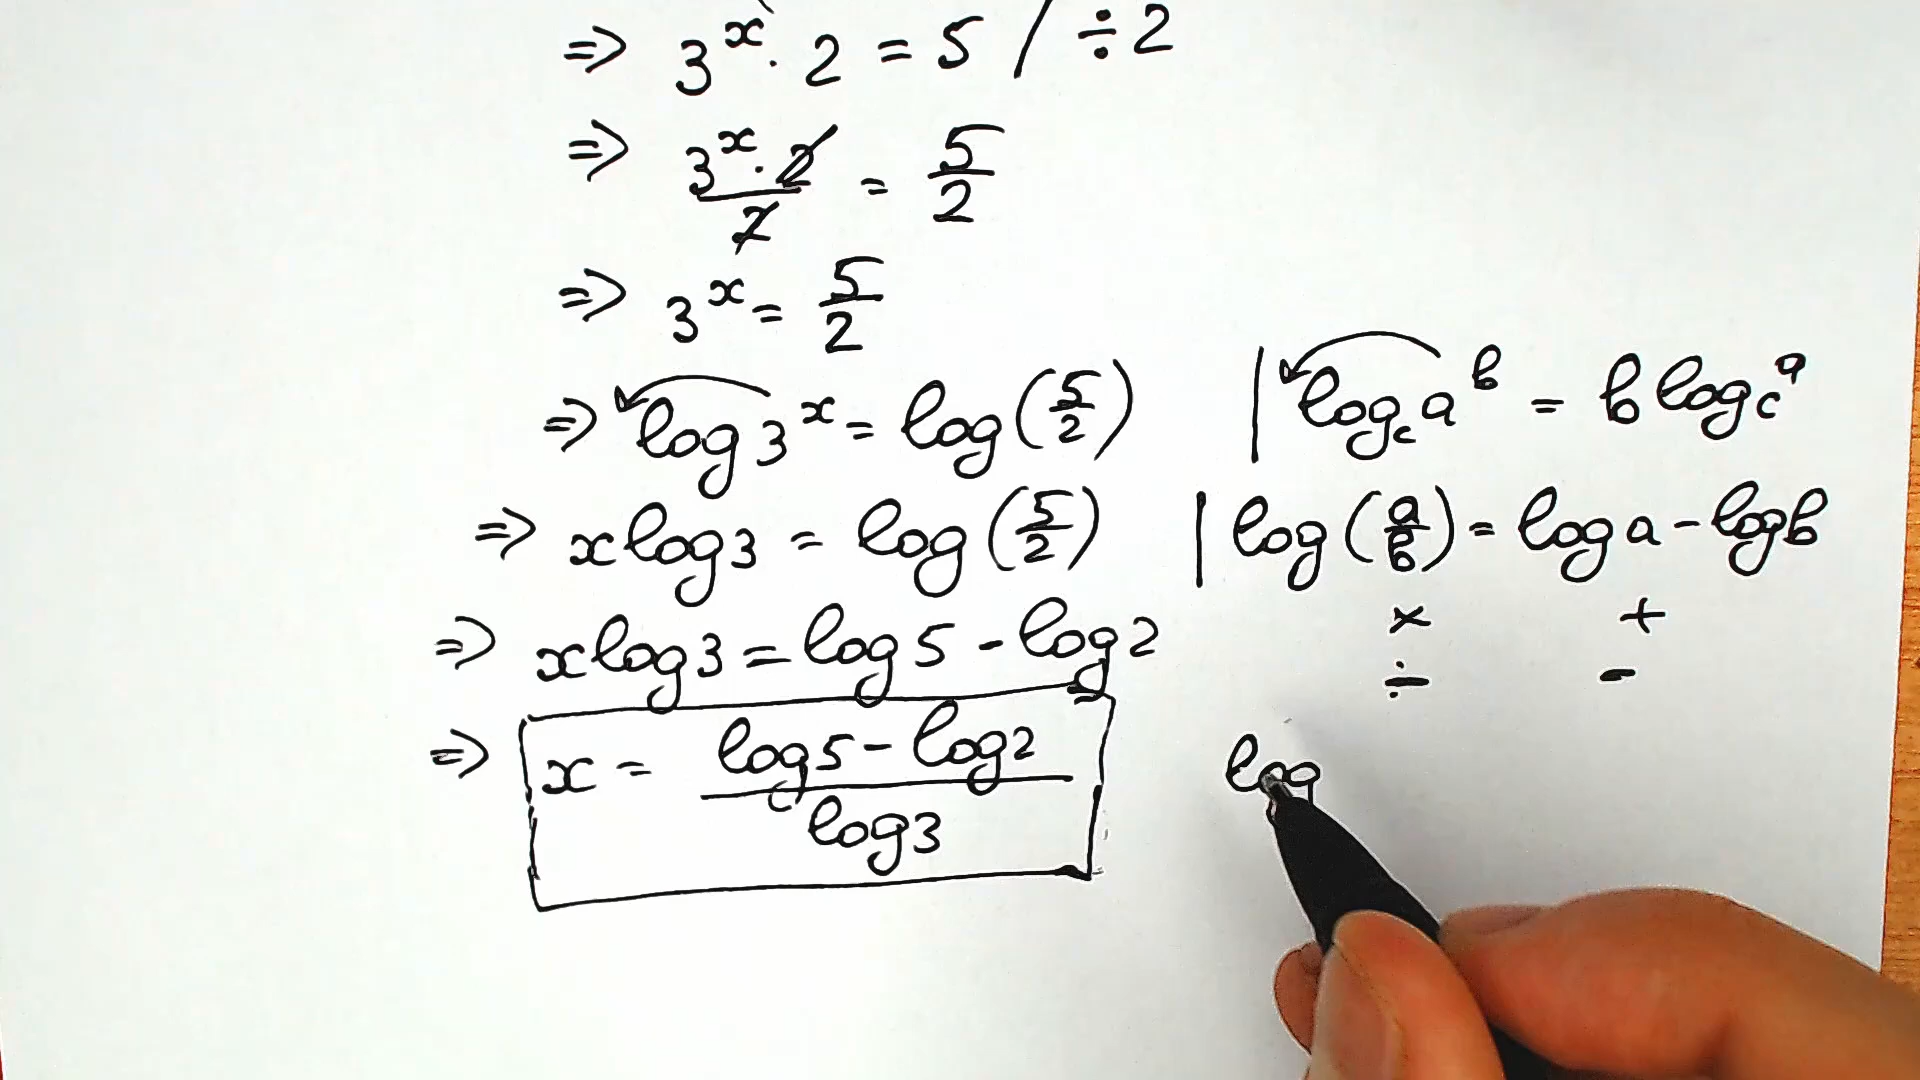 => 3^x · 2 = 5 / ÷2
=> (3^x · 2)/2 = 5/2
=> 3^x = 5/2
=> log 3^x = log(5/2) | log_c a^b = b log_c a
=> x log 3 = log(5/2) | log(a/b) = log a - log b
× +
=> x log 3 = log 5 - log 2
÷ -
=> x = (log 5 - log 2)/log 3
log